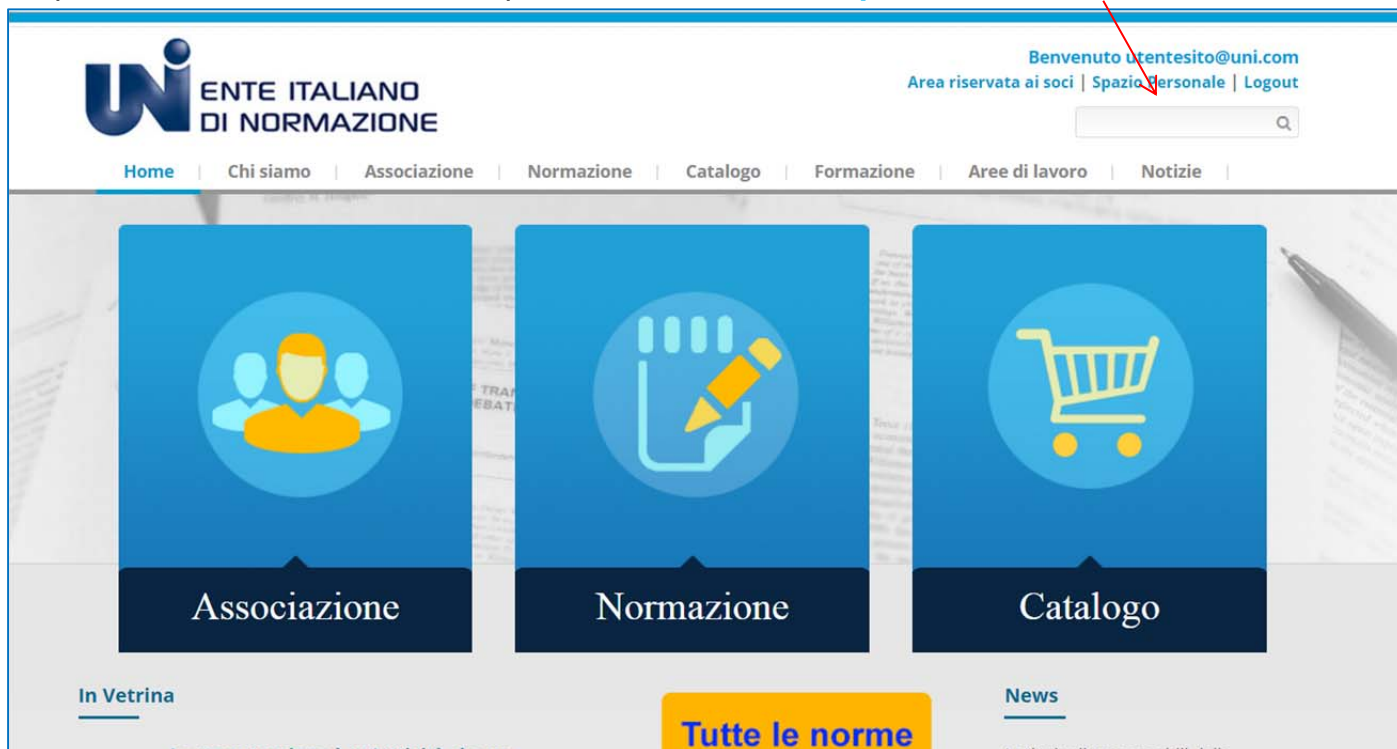 UNI
ENTE ITALIANO
DI NORMAZIONE
Benvenuto utentesito@uni.com
Area riservata ai soci | Spazio Personale | Logout
Home | Chi siamo | Associazione | Normazione | Catalogo | Formazione | Aree di lavoro | Notizie |
Associazione
Normazione
Catalogo
In Vetrina
Tutte le norme
News